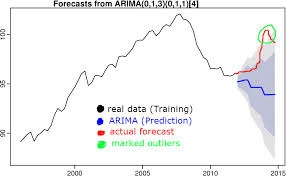 Forecasts from ARIMA(0,1,3)(0,1,1)[4]
100
95
90
real data (Training)
ARIMA (Prediction)
actual forecast
marked outliers
2000
2005
2010
2015